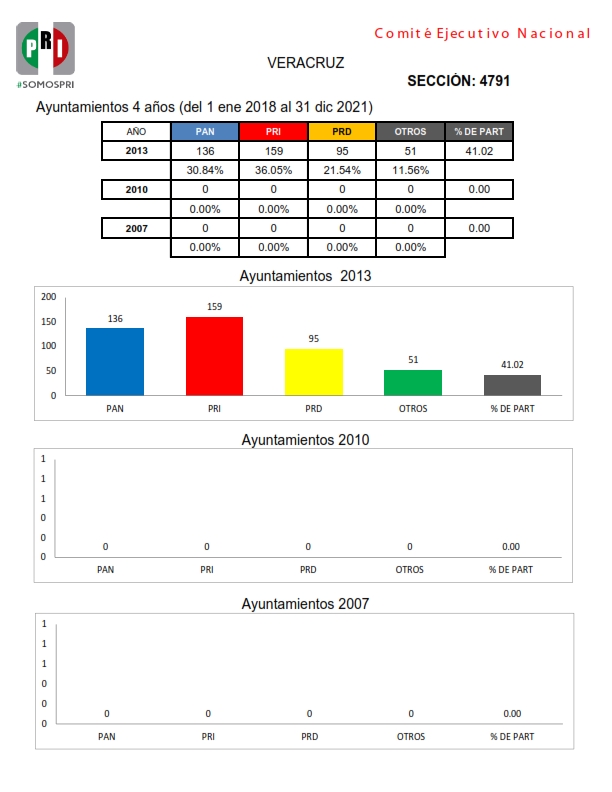 Comité Ejecutivo Nacional
PRI
#SOMOSPRI
VERACRUZ
SECCIÓN: 4791
Ayuntamientos 4 años (del 1 ene 2018 al 31 dic 2021)
AÑO PAN PRI PRD OTROS % DE PART
2013 136 159 95 51 41.02
30.84% 36.05% 21.54% 11.56%
2010 0 0 0 0 0.00
0.00% 0.00% 0.00% 0.00%
2007 0 0 0 0 0.00
0.00% 0.00% 0.00% 0.00%
Ayuntamientos 2013
200
150
100
50
0
136
159
95
51
41.02
PAN PRI PRD OTROS % DE PART
Ayuntamientos 2010
1
1
1
0
0
0
0 0 0 0 0.00
PAN PRI PRD OTROS % DE PART
Ayuntamientos 2007
1
1
1
0
0
0
0 0 0 0 0.00
PAN PRI PRD OTROS % DE PART